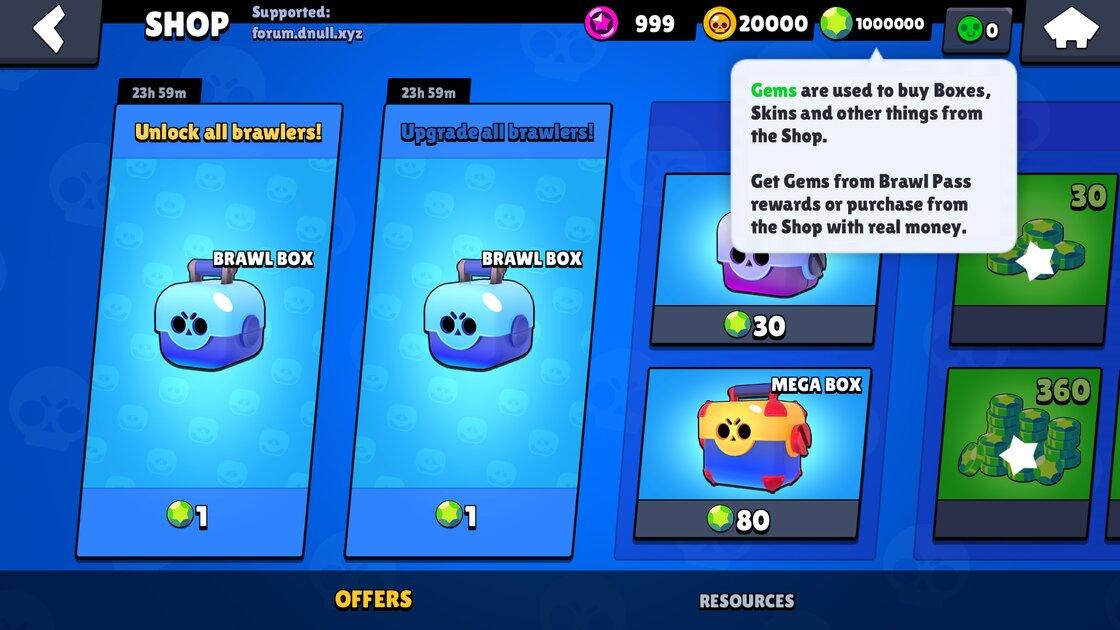 SHOP
Supported:
forum.dnull.xyz
999
20000
1000000
0
Gems are used to buy Boxes,
Skins and other things from
the Shop.
Get Gems from Brawl Pass
rewards or purchase from
the Shop with real money.
23h 59m
Unlock all brawlers!
BRAWL BOX
1
23h 59m
Upgrade all brawlers!
BRAWL BOX
1
30
MEGA BOX
80
30
360
OFFERS
RESOURCES